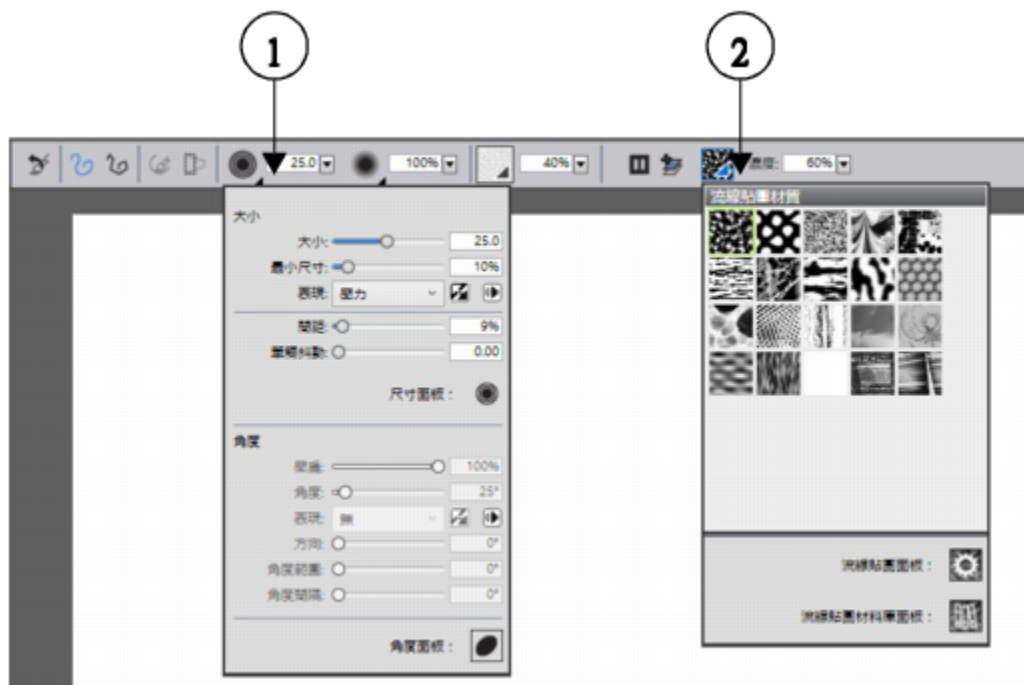 1
2
25.0
100%
40%
濃度: 60%
大小
大小: 25.0
最小尺寸: 10%
表現: 壓力
間距: 9%
筆觸抖動: 0.00
尺寸面板：
角度
壓擠: 100%
角度: 25°
表現: 無
方向: 0°
角度範圍: 0°
角度間隔: 0°
角度面板：
流線貼圖材質
流線貼圖面板：
流線貼圖材料庫面板：